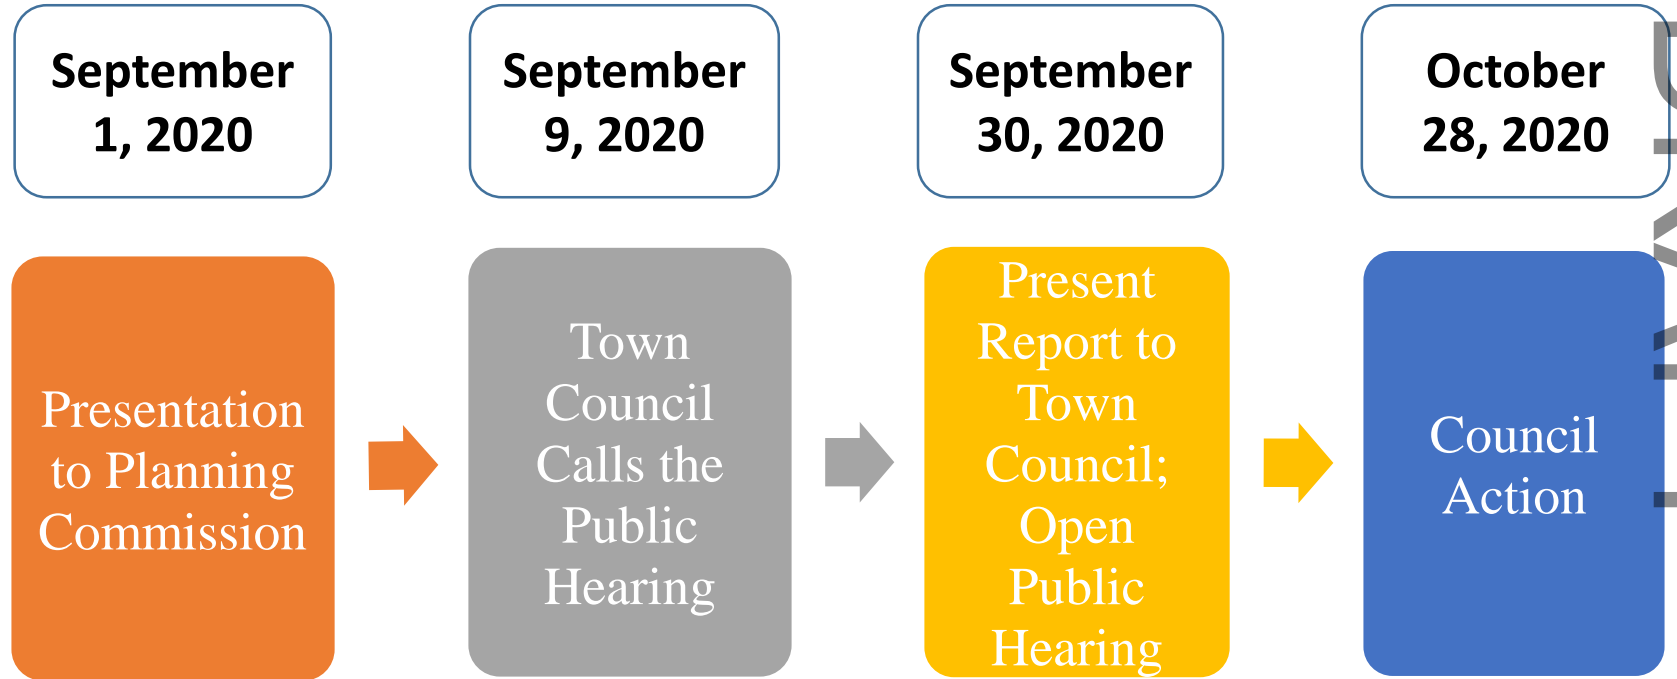 September
1, 2020
September
9, 2020
September
30, 2020
October
28, 2020
Presentation
to Planning
Commission
Town
Council
Calls the
Public
Hearing
Present
Report to
Town
Council;
Open
Public
Hearing
Council
Action